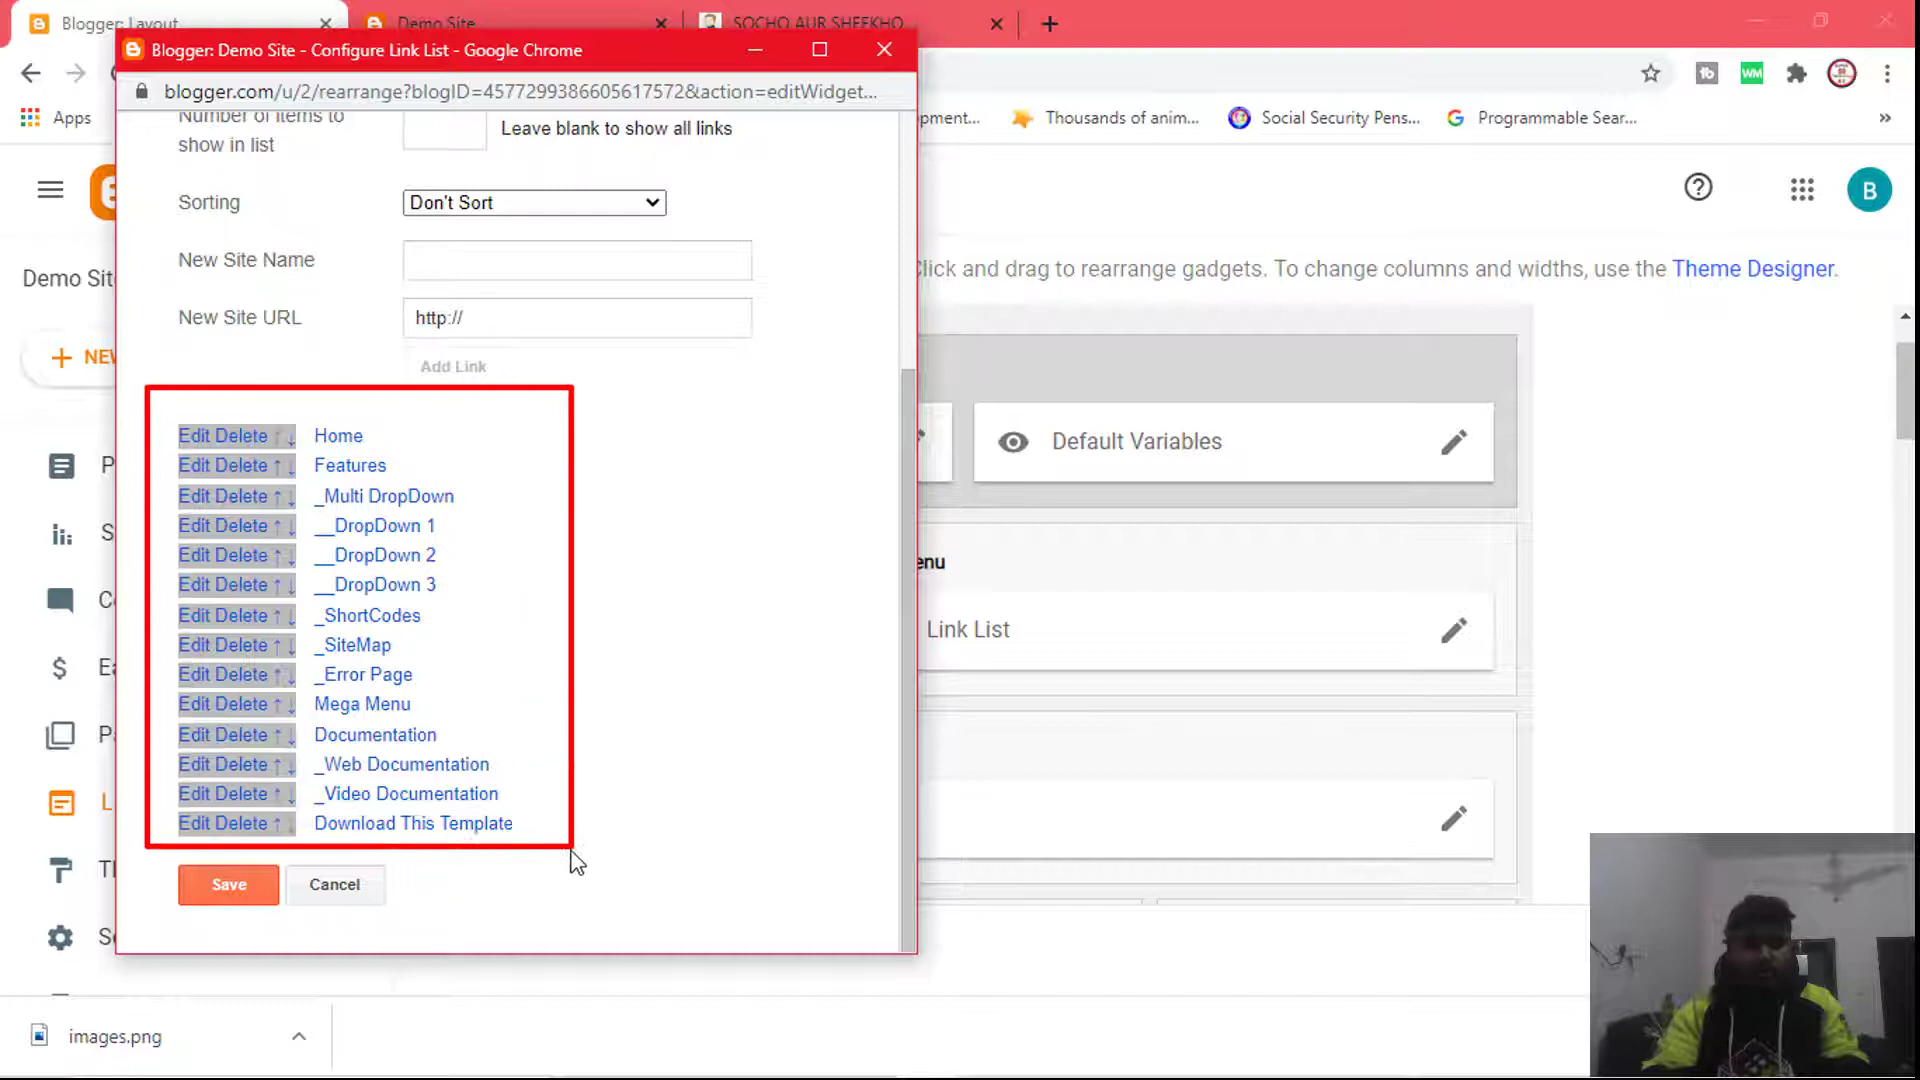 Blogger: Layout
Demo Site
SOCHO AUR SHEEKHO
Blogger: Demo Site - Configure Link List - Google Chrome
blogger.com/u/2/rearrange?blogID=4577299386605617572&action=editWidget...
Apps
pment...
Thousands of anim...
Social Security Pens...
Programmable Sear...
Number of items to
show in list
Leave blank to show all links
Sorting
Don't Sort
New Site Name
New Site URL
http://
Add Link
Edit Delete ↑ ↓ Home
Edit Delete ↑ ↓ Features
Edit Delete ↑ ↓ _Multi DropDown
Edit Delete ↑ ↓ __DropDown 1
Edit Delete ↑ ↓ __DropDown 2
Edit Delete ↑ ↓ __DropDown 3
Edit Delete ↑ ↓ _ShortCodes
Edit Delete ↑ ↓ _SiteMap
Edit Delete ↑ ↓ _Error Page
Edit Delete ↑ ↓ Mega Menu
Edit Delete ↑ ↓ Documentation
Edit Delete ↑ ↓ _Web Documentation
Edit Delete ↑ ↓ _Video Documentation
Edit Delete ↑ ↓ Download This Template
Save
Cancel
Demo Sit
NEW
B
Click and drag to rearrange gadgets. To change columns and widths, use the Theme Designer.
Default Variables
enu
Link List
images.png